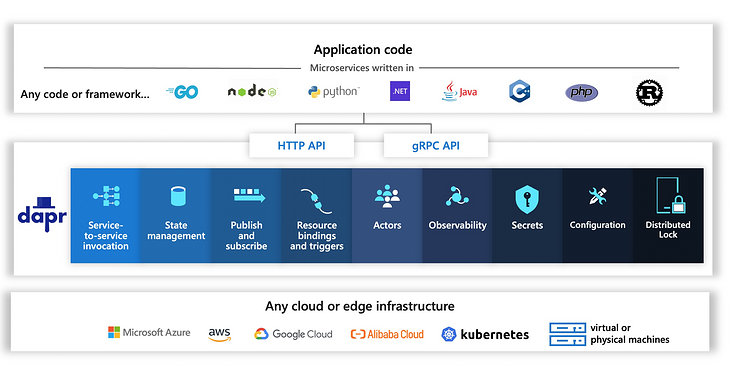 Application code
Microservices written in
Any code or framework...
GO
node
JS
python
.NET
Java
C++
php
R
HTTP API
gRPC API
dapr
Service-
to-service
invocation
State
management
Publish
and
subscribe
Resource
bindings
and triggers
Actors
Observability
Secrets
Configuration
Distributed
Lock
Any cloud or edge infrastructure
Microsoft Azure
aws
Google Cloud
Alibaba Cloud
kubernetes
virtual or
physical machines